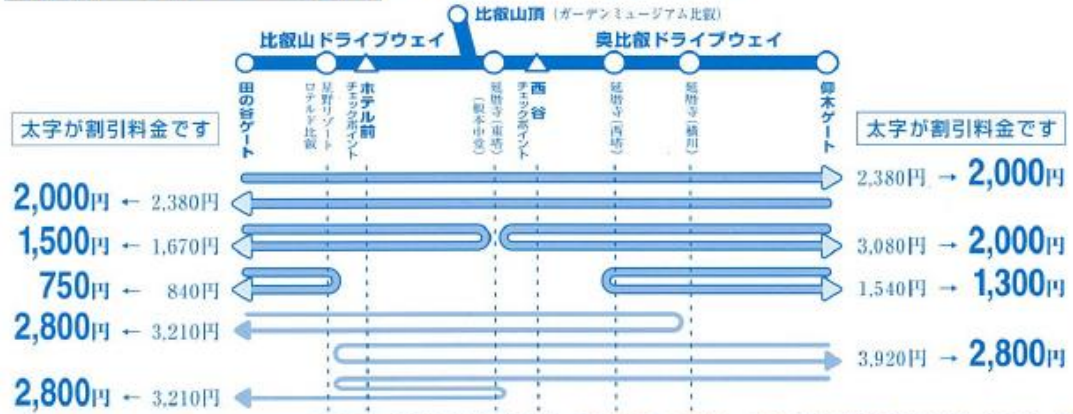 比叡山頂 (ガーデンミュージアム比叡)
比叡山ドライブウェイ
奥比叡ドライブウェイ
田の谷ゲート
星野リゾート
ロテルド比叡
ホテル前
チェックポイント
延暦寺(東塔)
(根本中堂)
西谷
チェックポイント
延暦寺(西塔)
延暦寺(横川)
仰木ゲート
太字が割引料金です
太字が割引料金です
2,380円 → 2,000円
2,000円 ← 2,380円
1,500円 ← 1,670円
3,080円 → 2,000円
750円 ← 840円
1,540円 → 1,300円
2,800円 ← 3,210円
3,920円 → 2,800円
2,800円 ← 3,210円